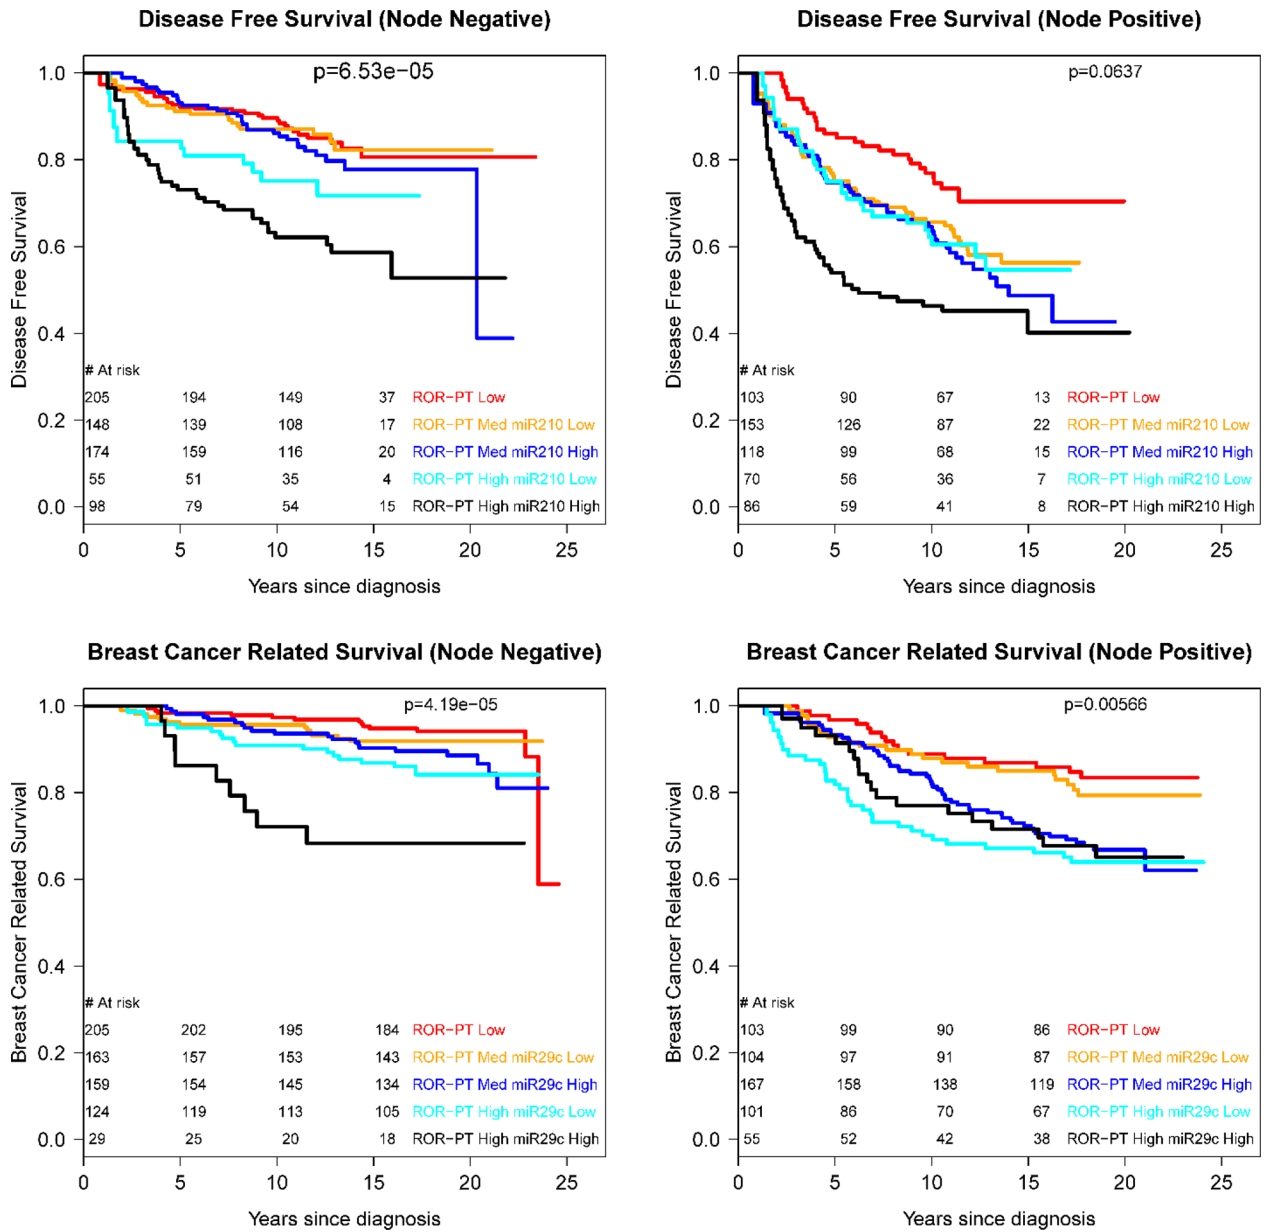 Disease Free Survival (Node Negative)
p=6.53e−05
Disease Free Survival
1.0
0.8
0.6
0.4
0.2
0.0
# At risk
205 194 149 37 ROR−PT Low
148 139 108 17 ROR−PT Med miR210 Low
174 159 116 20 ROR−PT Med miR210 High
55 51 35 4 ROR−PT High miR210 Low
98 79 54 15 ROR−PT High miR210 High
0 5 10 15 20 25
Years since diagnosis
Disease Free Survival (Node Positive)
p=0.0637
Disease Free Survival
1.0
0.8
0.6
0.4
0.2
0.0
# At risk
103 90 67 13 ROR−PT Low
153 126 87 22 ROR−PT Med miR210 Low
118 99 68 15 ROR−PT Med miR210 High
70 56 36 7 ROR−PT High miR210 Low
86 59 41 8 ROR−PT High miR210 High
0 5 10 15 20 25
Years since diagnosis
Breast Cancer Related Survival (Node Negative)
p=4.19e−05
Breast Cancer Related Survival
1.0
0.8
0.6
0.4
0.2
0.0
# At risk
205 202 195 184 ROR−PT Low
163 157 153 143 ROR−PT Med miR29c Low
159 154 145 134 ROR−PT Med miR29c High
124 119 113 105 ROR−PT High miR29c Low
29 25 20 18 ROR−PT High miR29c High
0 5 10 15 20 25
Years since diagnosis
Breast Cancer Related Survival (Node Positive)
p=0.00566
Breast Cancer Related Survival
1.0
0.8
0.6
0.4
0.2
0.0
# At risk
103 99 90 86 ROR−PT Low
104 97 91 87 ROR−PT Med miR29c Low
167 158 138 119 ROR−PT Med miR29c High
101 86 70 67 ROR−PT High miR29c Low
55 52 42 38 ROR−PT High miR29c High
0 5 10 15 20 25
Years since diagnosis